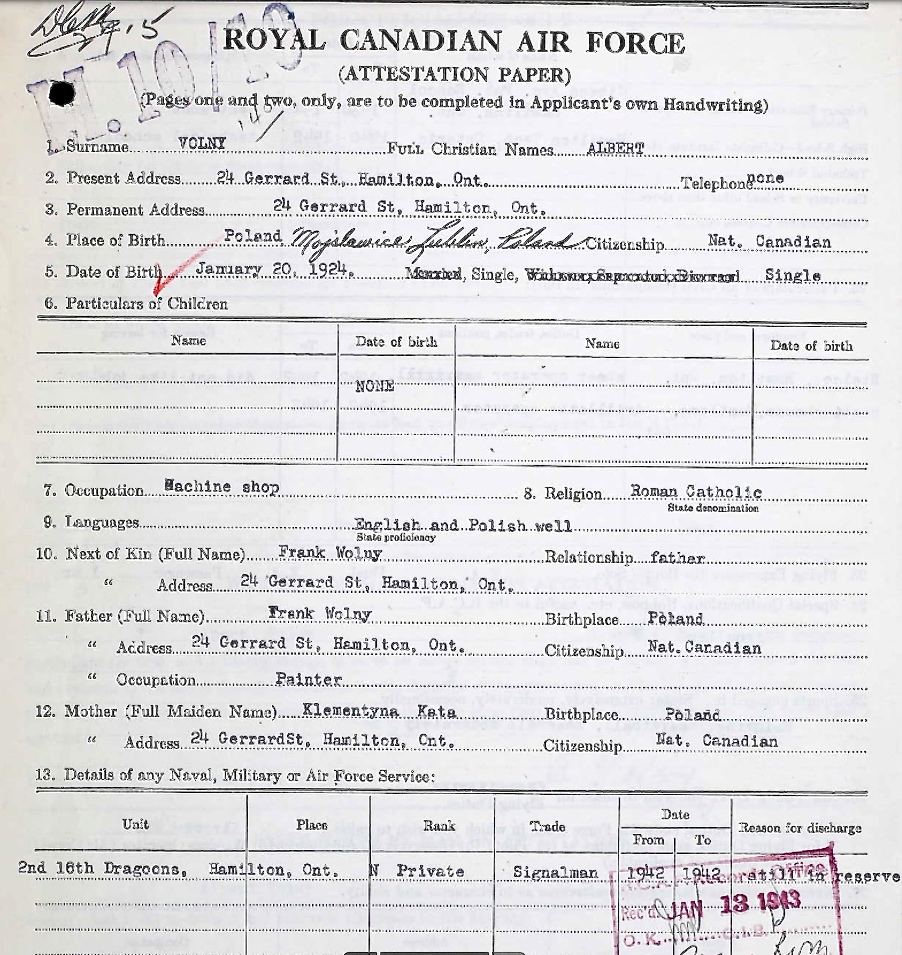 ROYAL CANADIAN AIR FORCE
(ATTESTATION PAPER)
(Pages one and two, only, are to be completed in Applicant's own Handwriting)
1. Surname VOLNY Full Christian Names ALBERT
2. Present Address 24 Gerrard St, Hamilton, Ont. Telephone none
3. Permanent Address 24 Gerrard St, Hamilton, Ont.
4. Place of Birth Poland Mojslawice, Lublin, Poland Citizenship Nat. Canadian
5. Date of Birth January 20, 1924. Married, Single, Widower, Separated, Divorced Single
6. Particulars of Children
Name Date of birth Name Date of birth
NONE
7. Occupation Machine shop 8. Religion Roman Catholic
State denomination
9. Languages English and Polish well
State proficiency
10. Next of Kin (Full Name) Frank Wolny Relationship father
" Address 24 Gerrard St, Hamilton, Ont.
11. Father (Full Name) Frank Wolny Birthplace Poland
" Address 24 Gerrard St, Hamilton, Ont. Citizenship Nat. Canadian
" Occupation Painter
12. Mother (Full Maiden Name) Klementyna Kata Birthplace Poland
" Address 24 GerrardSt, Hamilton, Ont. Citizenship Nat. Canadian
13. Details of any Naval, Military or Air Force Service:
Unit Place Rank Trade Date Reason for discharge
From To
2nd 16th Dragoons, Hamilton, Ont. N Private Signalman 1942 1942 still in reserve
Records Office
Rec'd JAN 13 1943
O. K.